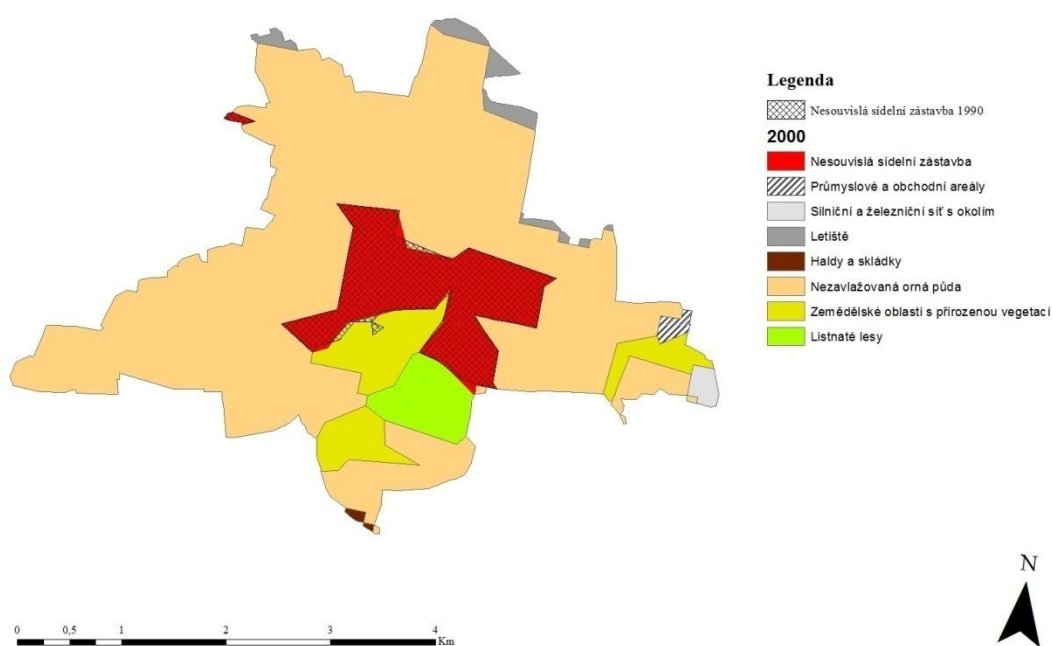 Legenda
Nesouvislá sídelní zástavba 1990
2000
Nesouvislá sídelní zástavba
Průmyslové a obchodní areály
Silniční a železniční síť s okolím
Letiště
Haldy a skládky
Nezavlažovaná orná půda
Zemědělské oblasti s přirozenou vegetací
Listnaté lesy
N
0 0,5 1 2 3 4
Km